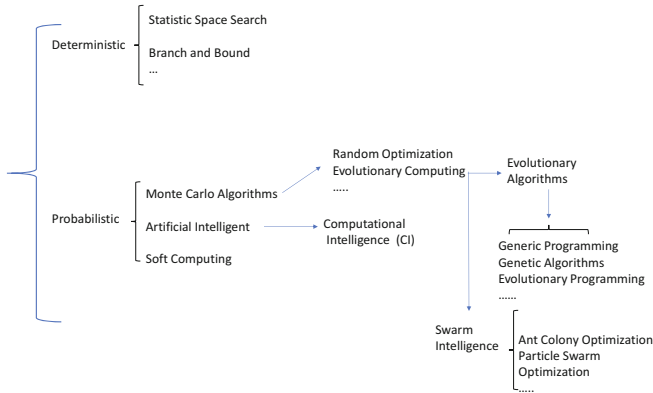 Statistic Space Search
Deterministic
Branch and Bound
...
Random Optimization
Evolutionary Computing
.....
Evolutionary
Algorithms
Monte Carlo Algorithms
Probabilistic
Artificial Intelligent
Computational
Intelligence (CI)
Soft Computing
Generic Programming
Genetic Algorithms
Evolutionary Programming
......
Swarm
Intelligence
Ant Colony Optimization
Particle Swarm
Optimization
.....